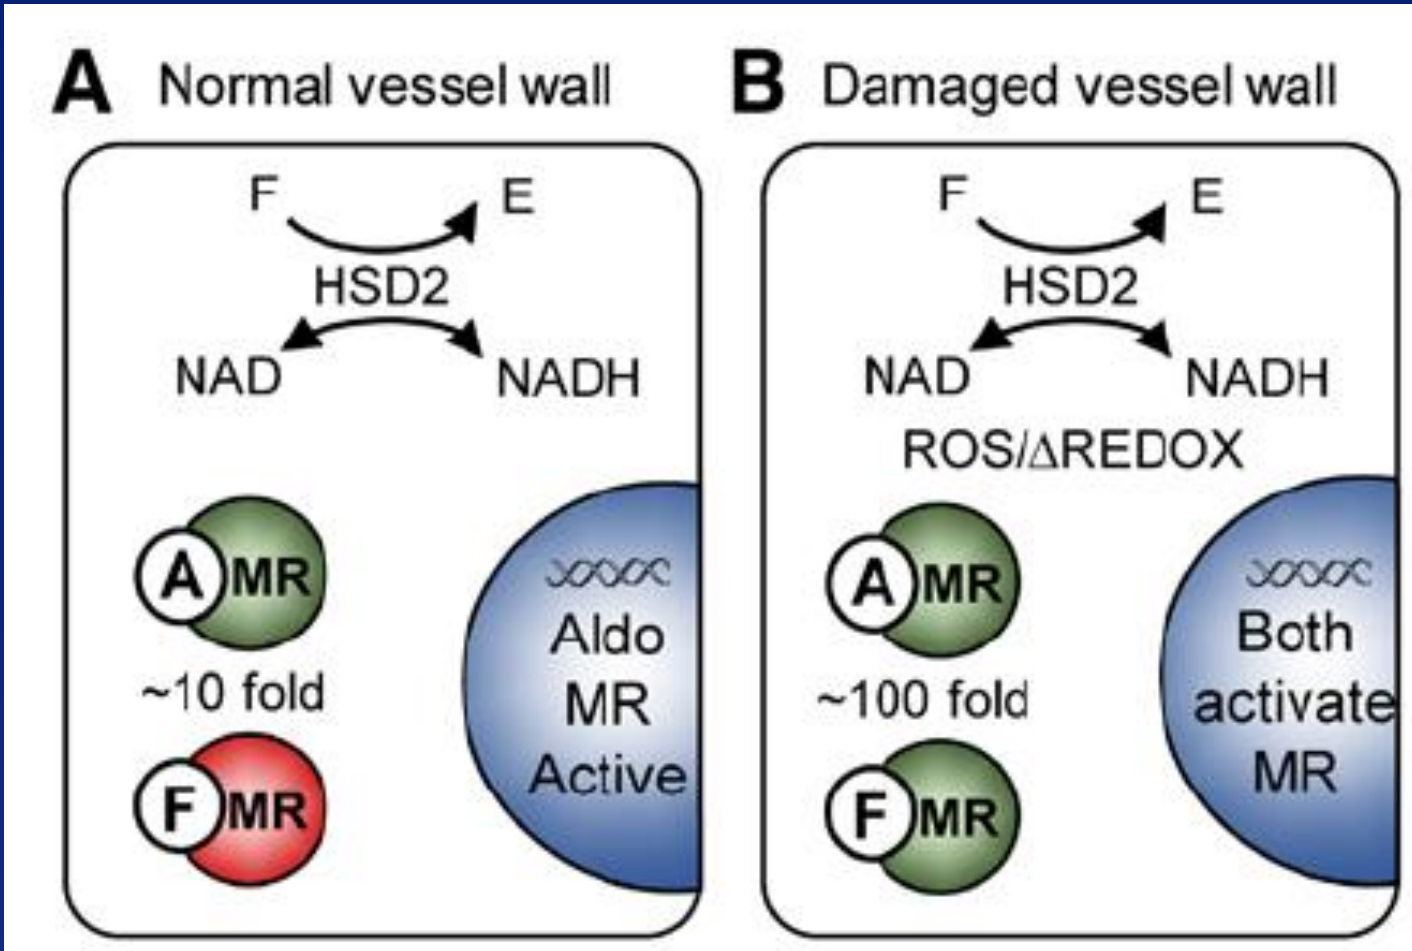 A Normal vessel wall
F E
HSD2
NAD NADH
A MR
~10 fold
F MR
Aldo
MR
Active
B Damaged vessel wall
F E
HSD2
NAD NADH
ROS/ΔREDOX
A MR
~100 fold
F MR
Both
activate
MR